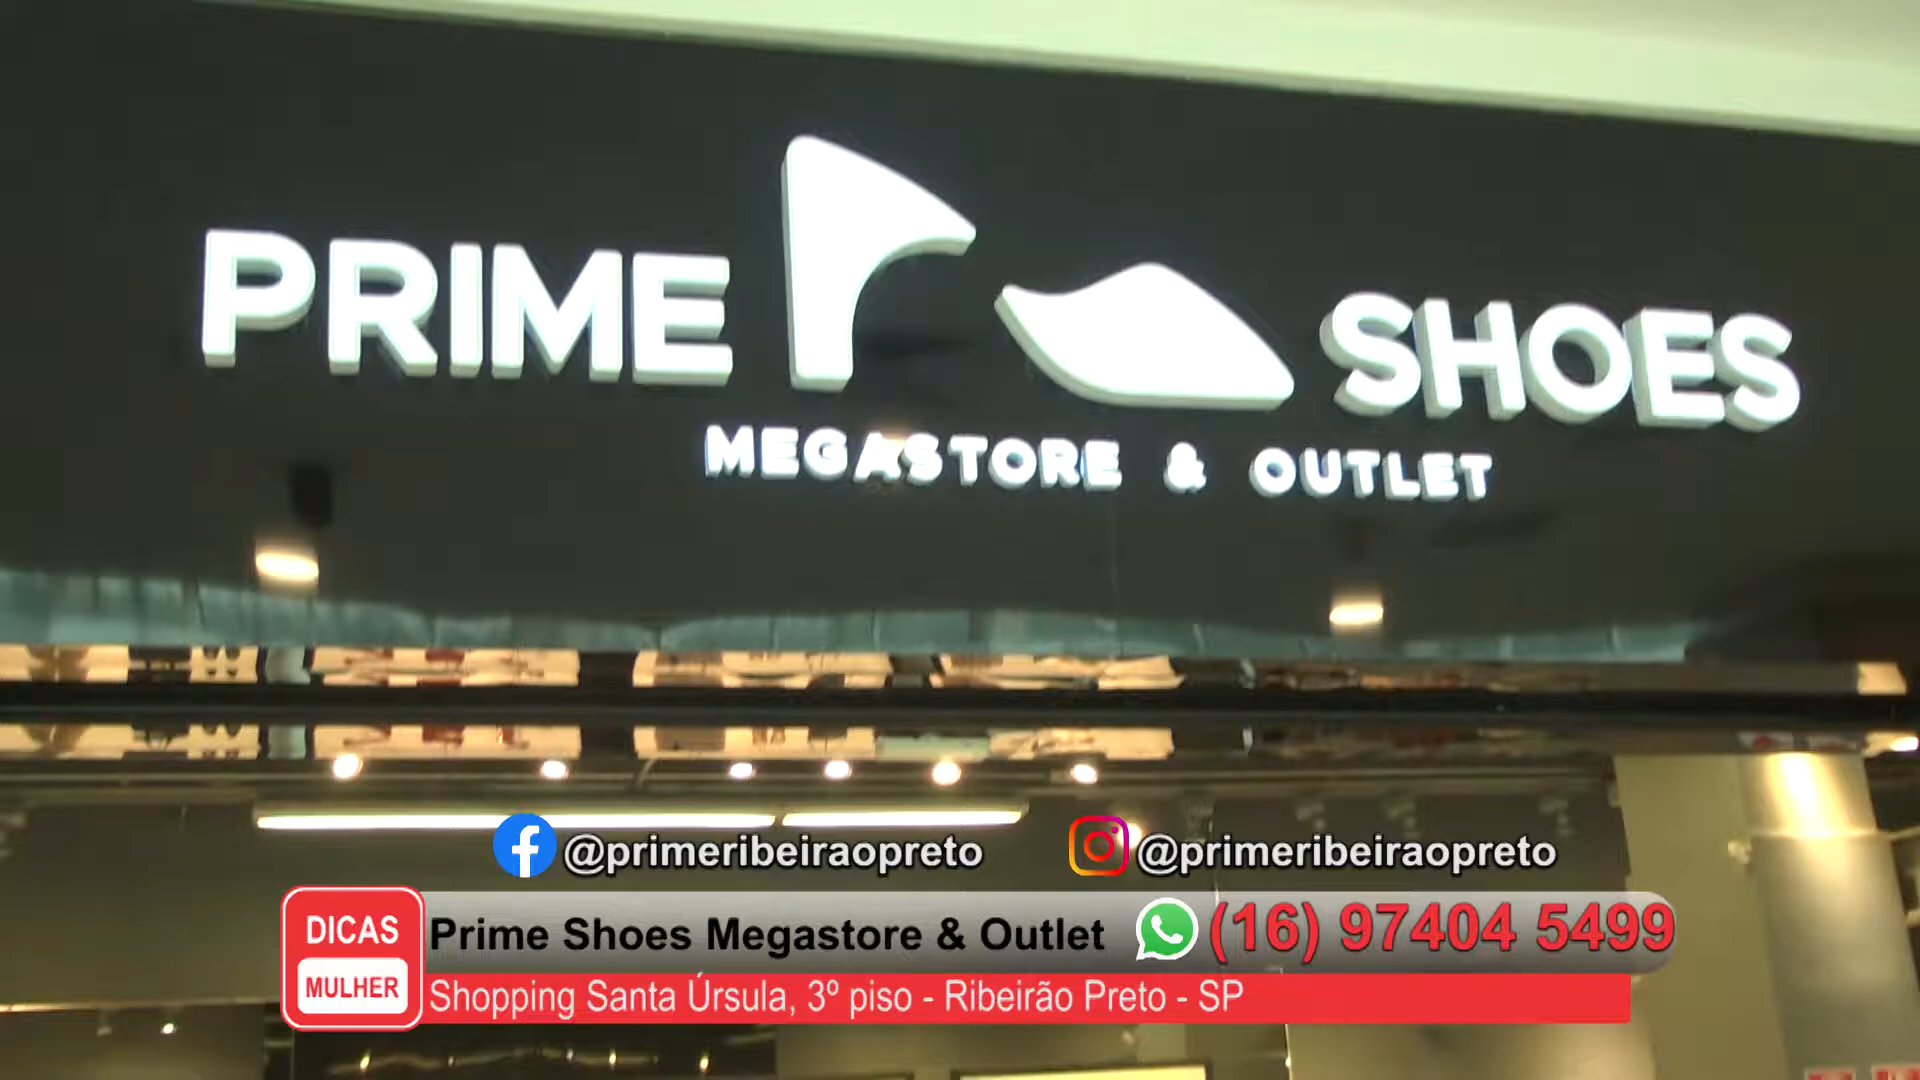 PRIME SHOES
MEGASTORE & OUTLET
@primeribeiraopreto @primeribeiraopreto
DICAS
MULHER
Prime Shoes Megastore & Outlet (16) 97404 5499
Shopping Santa Úrsula, 3º piso - Ribeirão Preto - SP